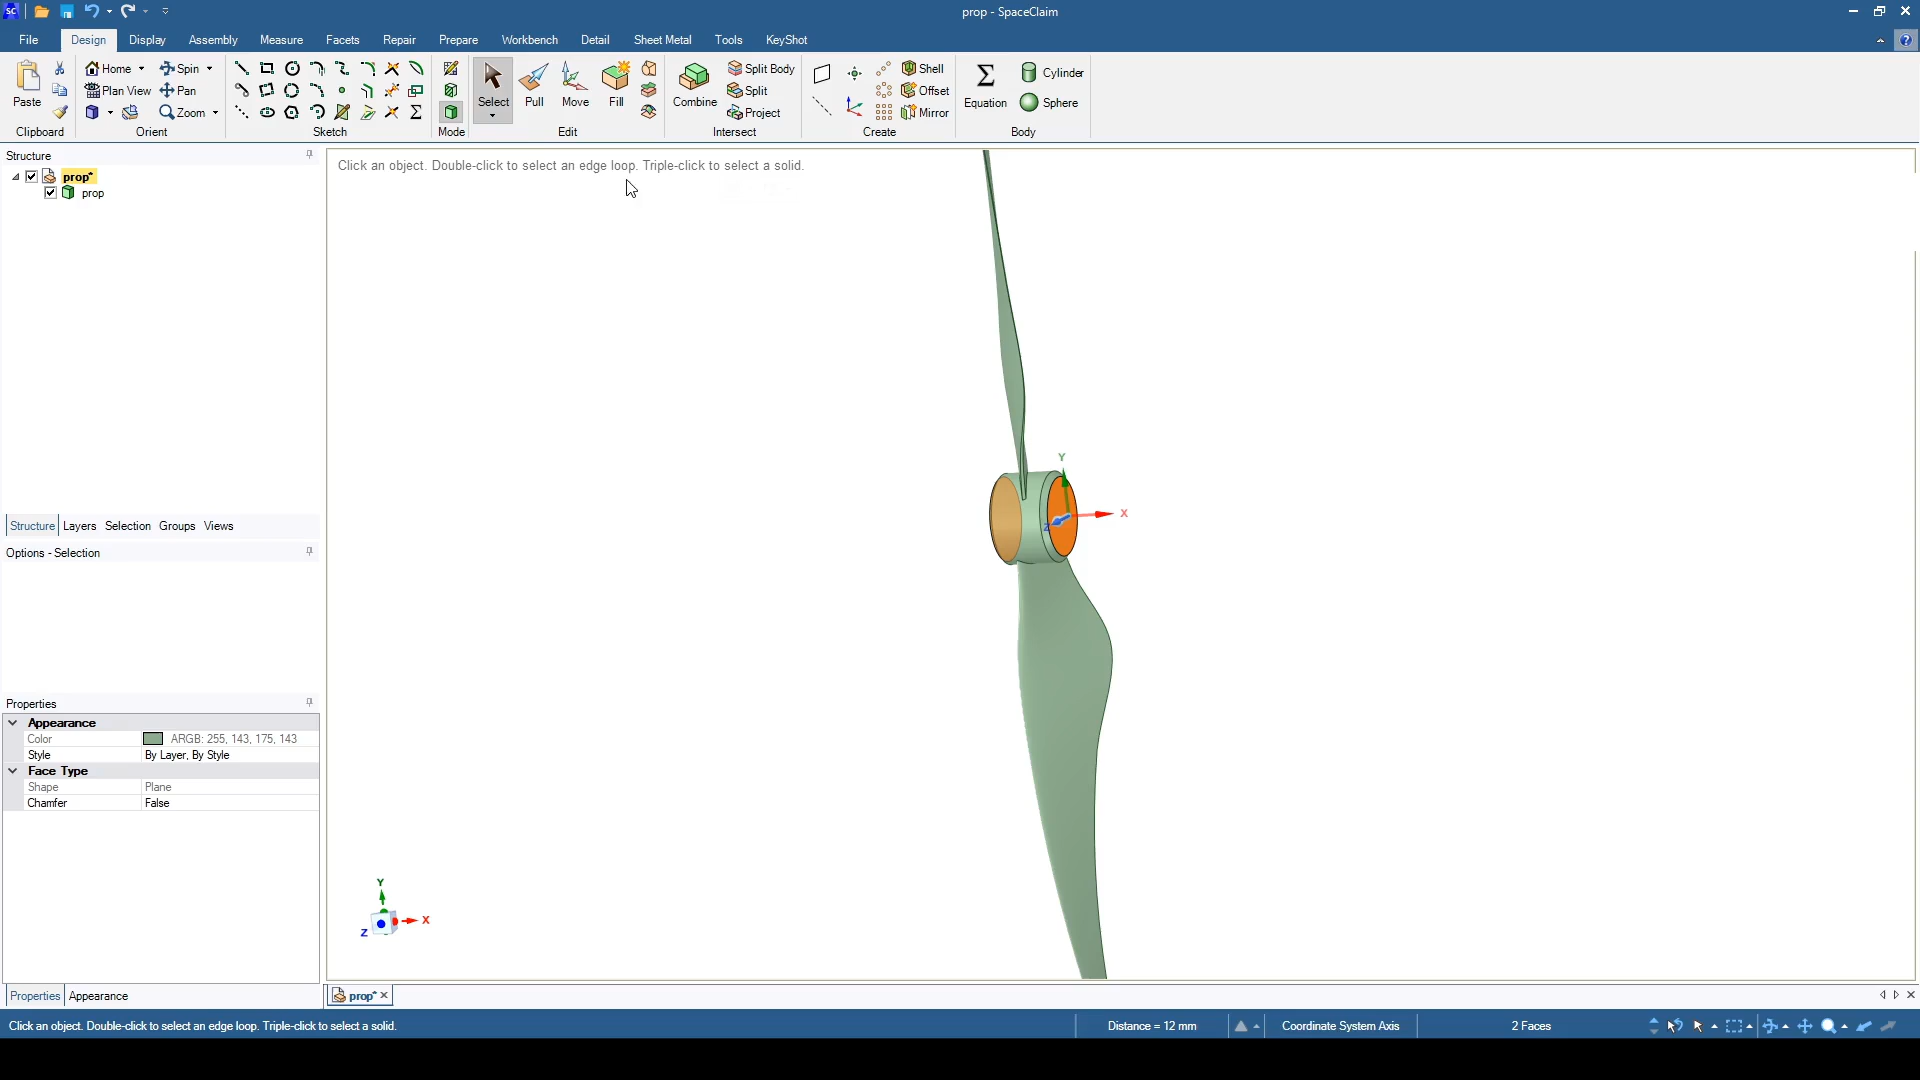 SC
prop - SpaceClaim
File Design Display Assembly Measure Facets Repair Prepare Workbench Detail Sheet Metal Tools KeyShot
Paste
Clipboard
Home Spin
Plan View Pan
Zoom
Orient
Sketch
Mode
Select Pull Move Fill
Edit
Combine
Split Body
Split
Project
Intersect
Shell
Offset
Mirror
Create
Equation
Cylinder
Sphere
Body
Structure
prop*
prop
Structure Layers Selection Groups Views
Options - Selection
Properties
Appearance
Color ARGB: 255, 143, 175, 143
Style By Layer, By Style
Face Type
Shape Plane
Chamfer False
Properties Appearance
Click an object. Double-click to select an edge loop. Triple-click to select a solid.
Y
X
Z
Y
X
Z
prop*
Click an object. Double-click to select an edge loop. Triple-click to select a solid.
Distance = 12 mm
Coordinate System Axis
2 Faces